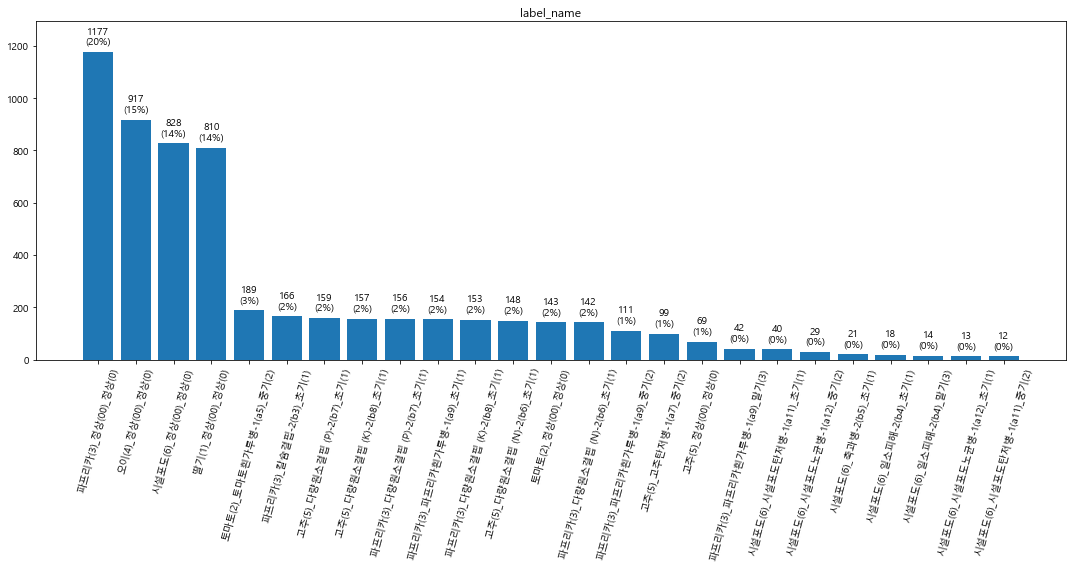 label_name
1200
1000
800
600
400
200
0
1177
(20%)
917
(15%)
828
(14%)
810
(14%)
189
(3%)
166
(2%)
159
(2%)
157
(2%)
156
(2%)
154
(2%)
153
(2%)
148
(2%)
143
(2%)
142
(2%)
111
(1%)
99
(1%)
69
(1%)
42
(0%)
40
(0%)
29
(0%)
21
(0%)
18
(0%)
14
(0%)
13
(0%)
12
(0%)
파프리카(3)_정상(00)_정상(0)
오이(4)_정상(00)_정상(0)
시설포도(6)_정상(00)_정상(0)
딸기(1)_정상(00)_정상(0)
토마토(2)_토마토흰가루병-1(a5)_중기(2)
파프리카(3)_칼슘결핍-2(b3)_초기(1)
고추(5)_다량원소결핍 (P)-2(b7)_초기(1)
고추(5)_다량원소결핍 (K)-2(b8)_초기(1)
파프리카(3)_다량원소결핍 (P)-2(b7)_초기(1)
파프리카(3)_파프리카흰가루병-1(a9)_초기(1)
파프리카(3)_다량원소결핍 (K)-2(b8)_초기(1)
고추(5)_다량원소결핍 (N)-2(b6)_초기(1)
토마토(2)_정상(00)_정상(0)
파프리카(3)_다량원소결핍 (N)-2(b6)_초기(1)
파프리카(3)_파프리카흰가루병-1(a9)_중기(2)
고추(5)_고추탄저병-1(a7)_중기(2)
고추(5)_정상(00)_정상(0)
파프리카(3)_파프리카흰가루병-1(a9)_말기(3)
시설포도(6)_시설포도탄저병-1(a11)_초기(1)
시설포도(6)_시설포도노균병-1(a12)_중기(2)
시설포도(6)_축과병-2(b5)_초기(1)
시설포도(6)_일소피해-2(b4)_초기(1)
시설포도(6)_일소피해-2(b4)_말기(3)
시설포도(6)_시설포도노균병-1(a12)_초기(1)
시설포도(6)_시설포도탄저병-1(a11)_중기(2)